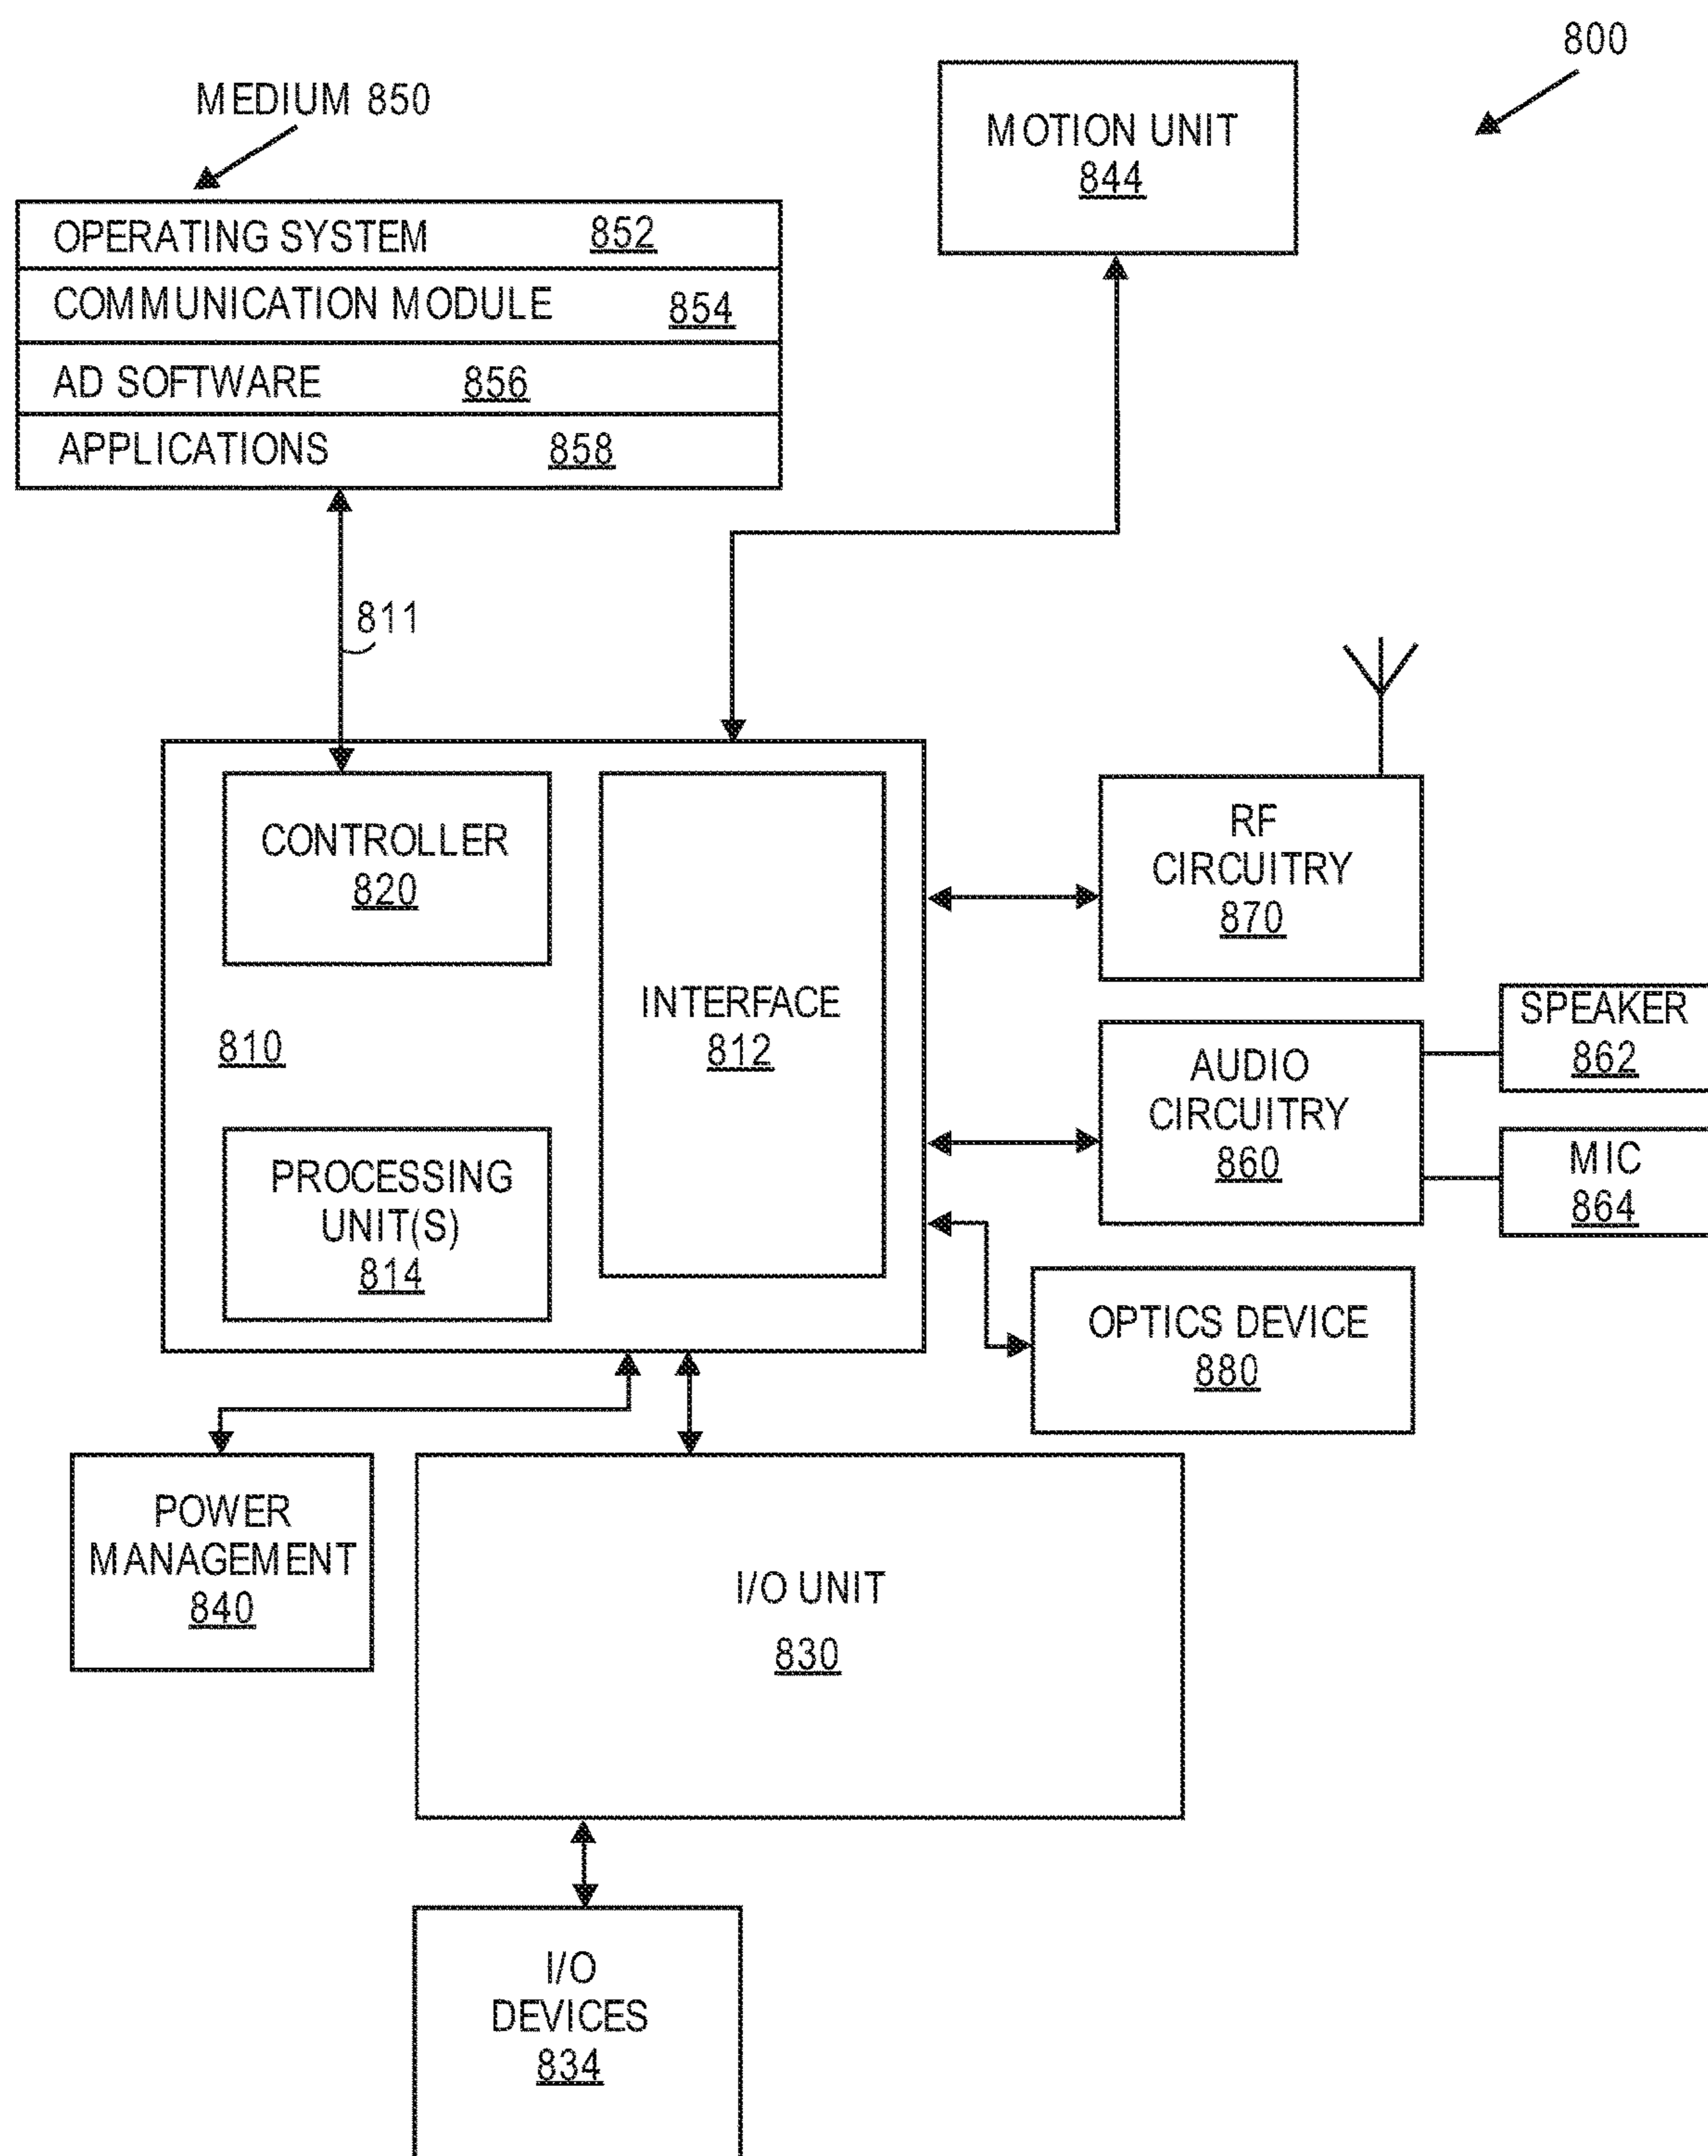 800
MEDIUM 850
MOTION UNIT
844
OPERATING SYSTEM 852
COMMUNICATION MODULE 854
AD SOFTWARE 856
APPLICATIONS 858
811
CONTROLLER
820
INTERFACE
812
810
PROCESSING
UNIT(S)
814
RF
CIRCUITRY
870
AUDIO
CIRCUITRY
860
SPEAKER
862
MIC
864
OPTICS DEVICE
880
POWER
MANAGEMENT
840
I/O UNIT
830
I/O
DEVICES
834